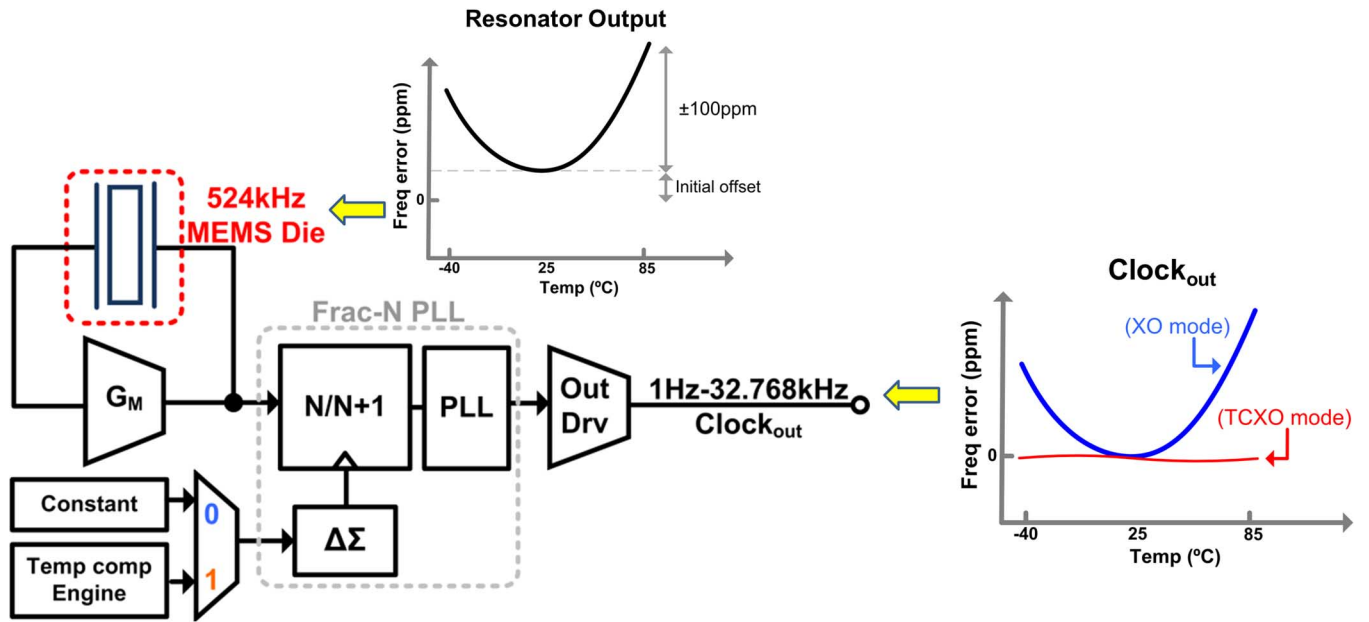 Resonator Output
Freq error (ppm)
0
±100ppm
Initial offset
-40
25
85
Temp (ºC)
524kHz
MEMS Die
Frac-N PLL
GM
N/N+1
PLL
Out
Drv
1Hz-32.768kHz
Clockout
Constant
0
Temp comp
Engine
1
ΔΣ
Clockout
Freq error (ppm)
(XO mode)
(TCXO mode)
0
-40
25
85
Temp (ºC)